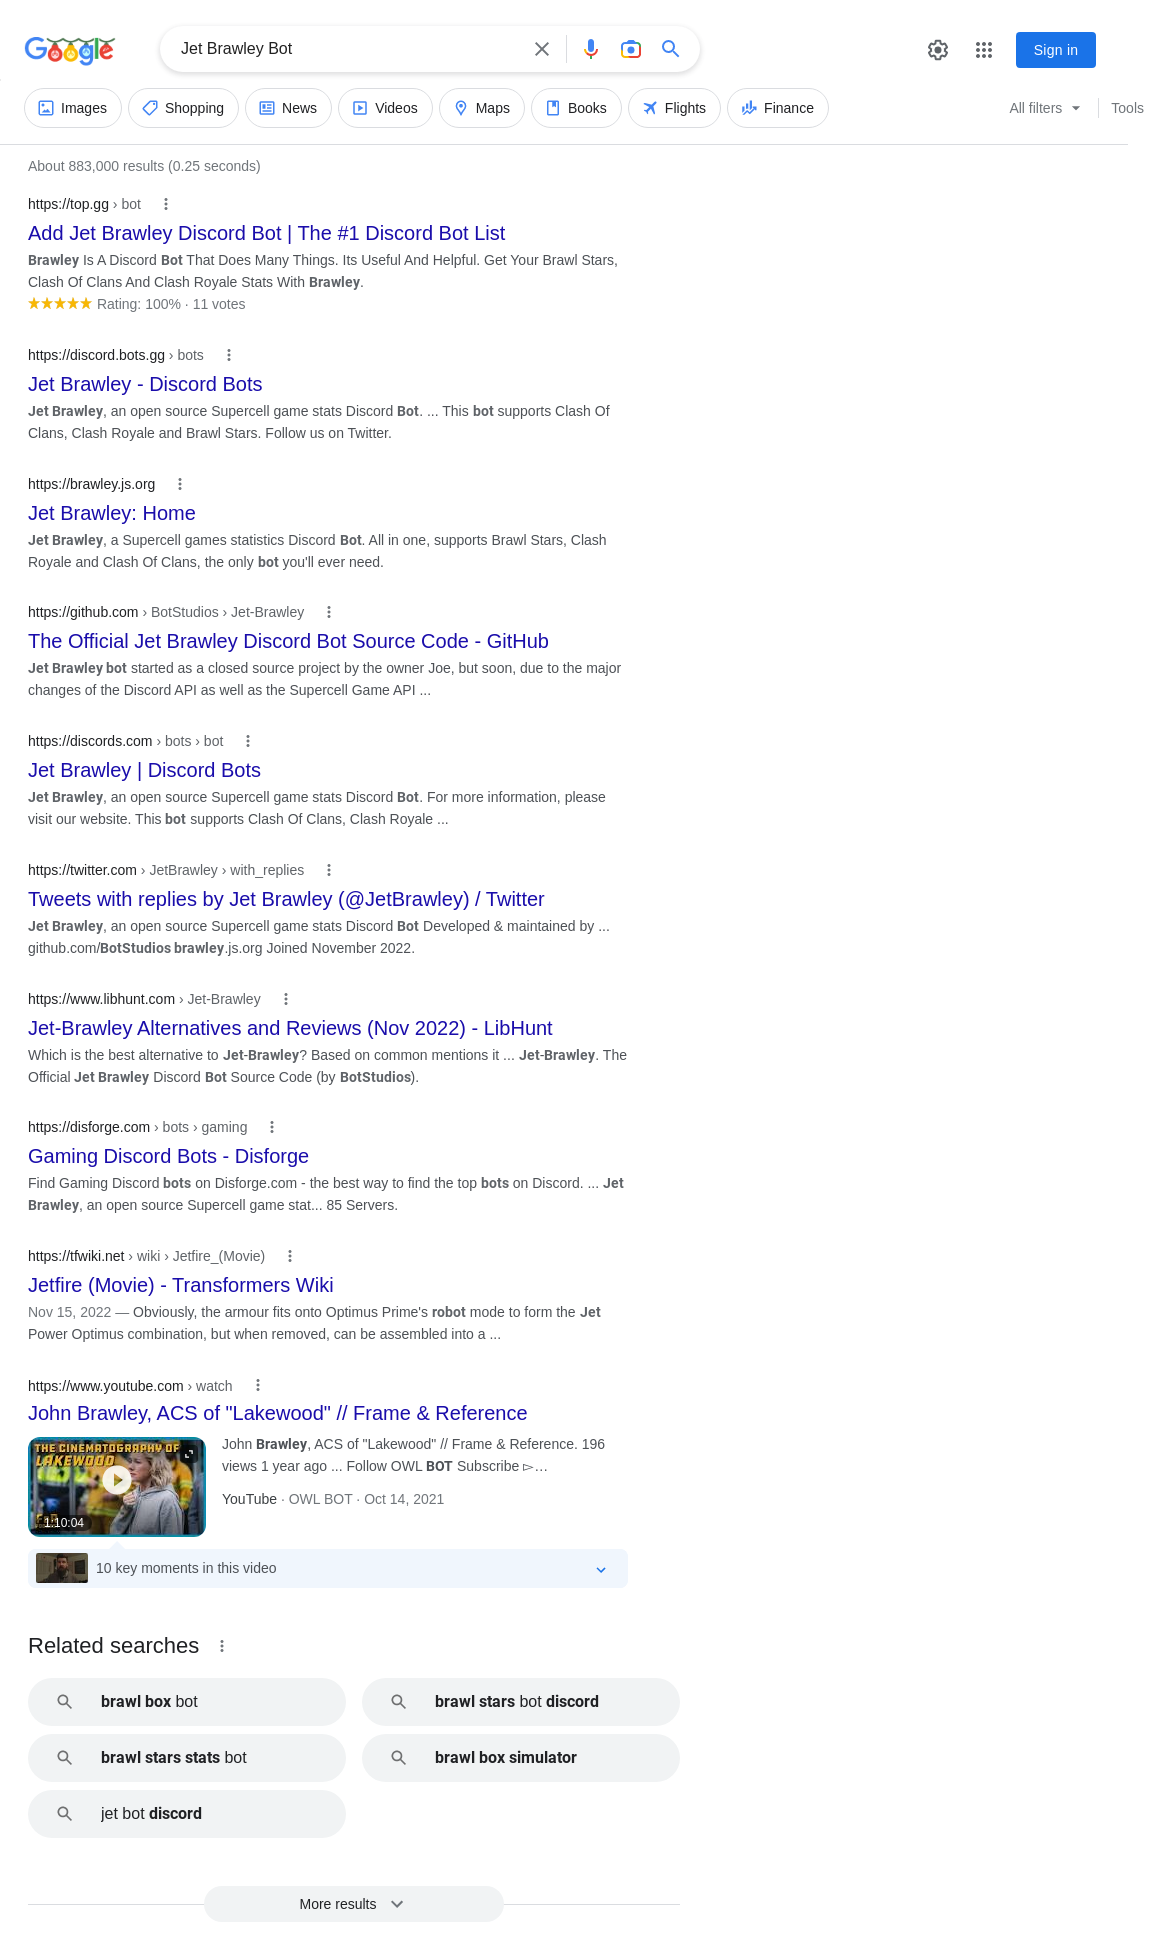 Google
Jet Brawley Bot
Sign in
Images
Shopping
News
Videos
Maps
Books
Flights
Finance
All filters
Tools
About 883,000 results (0.25 seconds)
https://top.gg › bot
Add Jet Brawley Discord Bot | The #1 Discord Bot List
Brawley Is A Discord Bot That Does Many Things. Its Useful And Helpful. Get Your Brawl Stars,
Clash Of Clans And Clash Royale Stats With Brawley.
Rating: 100% · 11 votes
https://discord.bots.gg › bots
Jet Brawley - Discord Bots
Jet Brawley, an open source Supercell game stats Discord Bot. ... This bot supports Clash Of
Clans, Clash Royale and Brawl Stars. Follow us on Twitter.
https://brawley.js.org
Jet Brawley: Home
Jet Brawley, a Supercell games statistics Discord Bot. All in one, supports Brawl Stars, Clash
Royale and Clash Of Clans, the only bot you'll ever need.
https://github.com › BotStudios › Jet-Brawley
The Official Jet Brawley Discord Bot Source Code - GitHub
Jet Brawley bot started as a closed source project by the owner Joe, but soon, due to the major
changes of the Discord API as well as the Supercell Game API ...
https://discords.com › bots › bot
Jet Brawley | Discord Bots
Jet Brawley, an open source Supercell game stats Discord Bot. For more information, please
visit our website. This bot supports Clash Of Clans, Clash Royale ...
https://twitter.com › JetBrawley › with_replies
Tweets with replies by Jet Brawley (@JetBrawley) / Twitter
Jet Brawley, an open source Supercell game stats Discord Bot Developed & maintained by ...
github.com/BotStudios brawley.js.org Joined November 2022.
https://www.libhunt.com › Jet-Brawley
Jet-Brawley Alternatives and Reviews (Nov 2022) - LibHunt
Which is the best alternative to Jet-Brawley? Based on common mentions it ... Jet-Brawley. The
Official Jet Brawley Discord Bot Source Code (by BotStudios).
https://disforge.com › bots › gaming
Gaming Discord Bots - Disforge
Find Gaming Discord bots on Disforge.com - the best way to find the top bots on Discord. ... Jet
Brawley, an open source Supercell game stat... 85 Servers.
https://tfwiki.net › wiki › Jetfire_(Movie)
Jetfire (Movie) - Transformers Wiki
Nov 15, 2022 — Obviously, the armour fits onto Optimus Prime's robot mode to form the Jet
Power Optimus combination, but when removed, can be assembled into a ...
https://www.youtube.com › watch
John Brawley, ACS of "Lakewood" // Frame & Reference
THE CINEMATOGRAPHY OF
LAKEWOOD
1:10:04
John Brawley, ACS of "Lakewood" // Frame & Reference. 196
views 1 year ago ... Follow OWL BOT Subscribe ▻…
YouTube · OWL BOT · Oct 14, 2021
10 key moments in this video
Related searches
brawl box bot
brawl stars bot discord
brawl stars stats bot
brawl box simulator
jet bot discord
More results